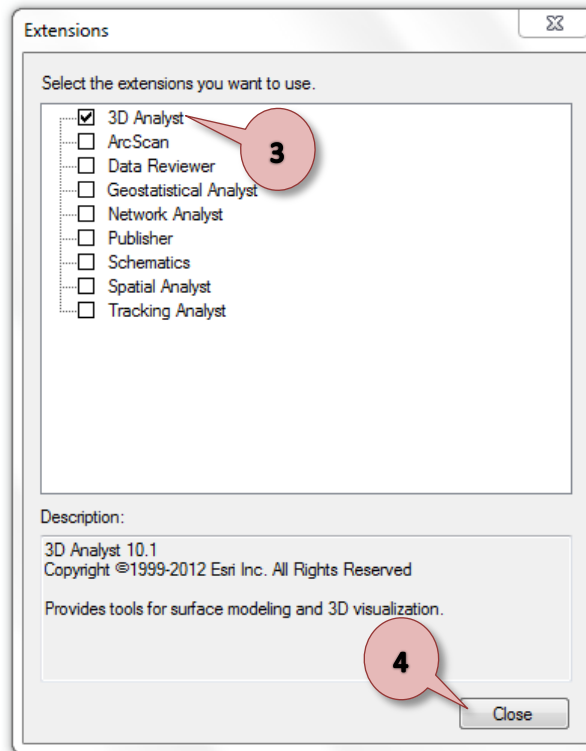 Extensions
Select the extensions you want to use.
3D Analyst
3
ArcScan
Data Reviewer
Geostatistical Analyst
Network Analyst
Publisher
Schematics
Spatial Analyst
Tracking Analyst
Description:
3D Analyst 10.1
Copyright ©1999-2012 Esri Inc. All Rights Reserved
Provides tools for surface modeling and 3D visualization.
4
Close